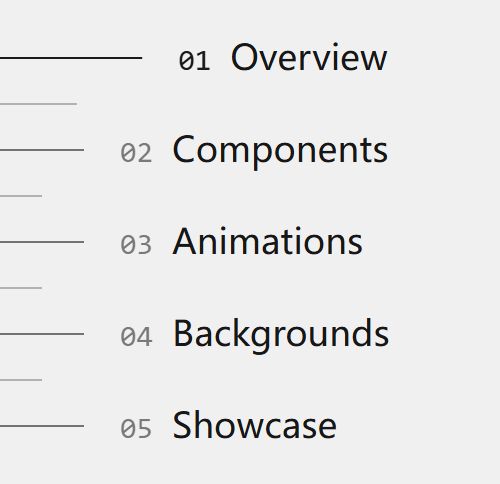 01 Overview
02 Components
03 Animations
04 Backgrounds
05 Showcase